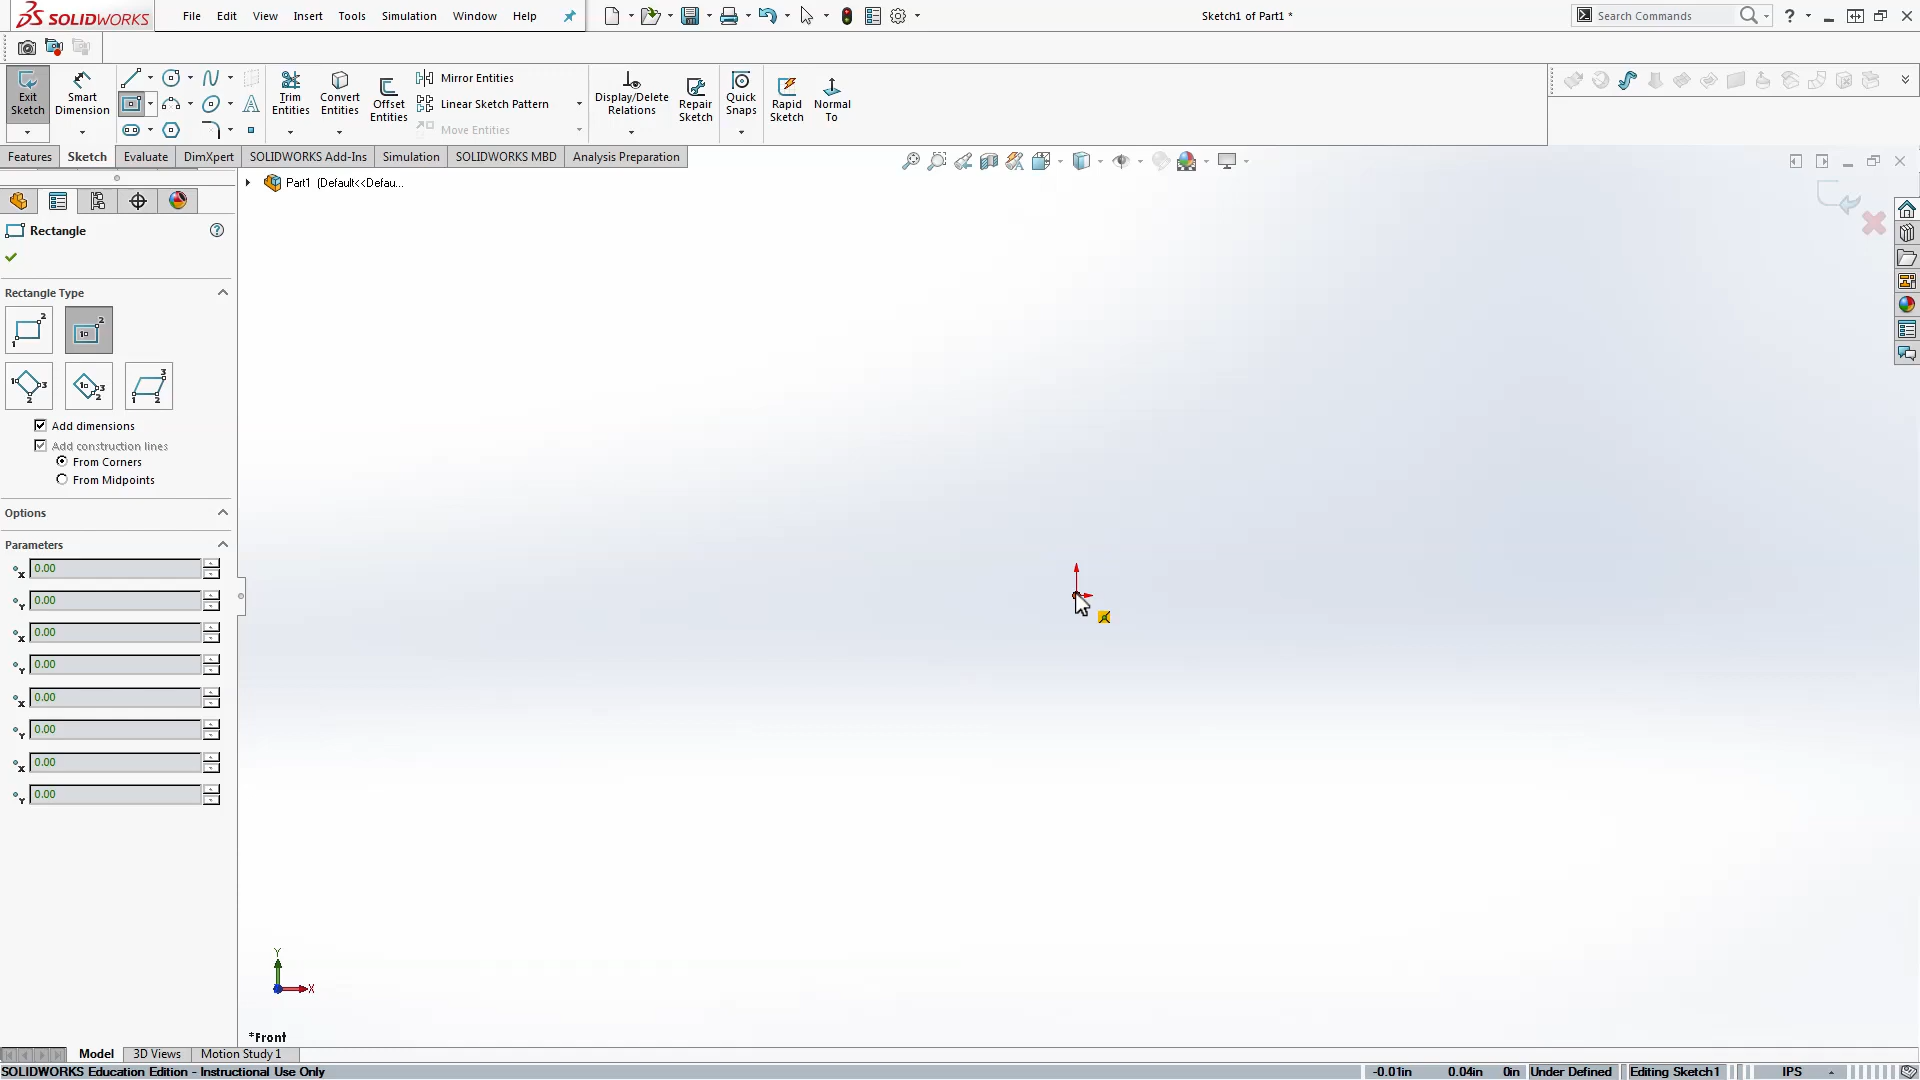 SOLIDWORKS
File Edit View Insert Tools Simulation Window Help
Sketch1 of Part1 *
Search Commands
Exit Sketch
Smart Dimension
Trim Entities
Convert Entities
Offset Entities
Mirror Entities
Linear Sketch Pattern
Move Entities
Display/Delete Relations
Repair Sketch
Quick Snaps
Rapid Sketch
Normal To
Features Sketch Evaluate DimXpert SOLIDWORKS Add-Ins Simulation SOLIDWORKS MBD Analysis Preparation
Part1 (Default<<Defau...
Rectangle
Rectangle Type
Add dimensions
Add construction lines
From Corners
From Midpoints
Options
Parameters
X 0.00
Y 0.00
X 0.00
Y 0.00
X 0.00
Y 0.00
X 0.00
Y 0.00
Y
X
*Front
Model 3D Views Motion Study 1
SOLIDWORKS Education Edition - Instructional Use Only
-0.01in 0.04in 0in Under Defined Editing Sketch1 IPS